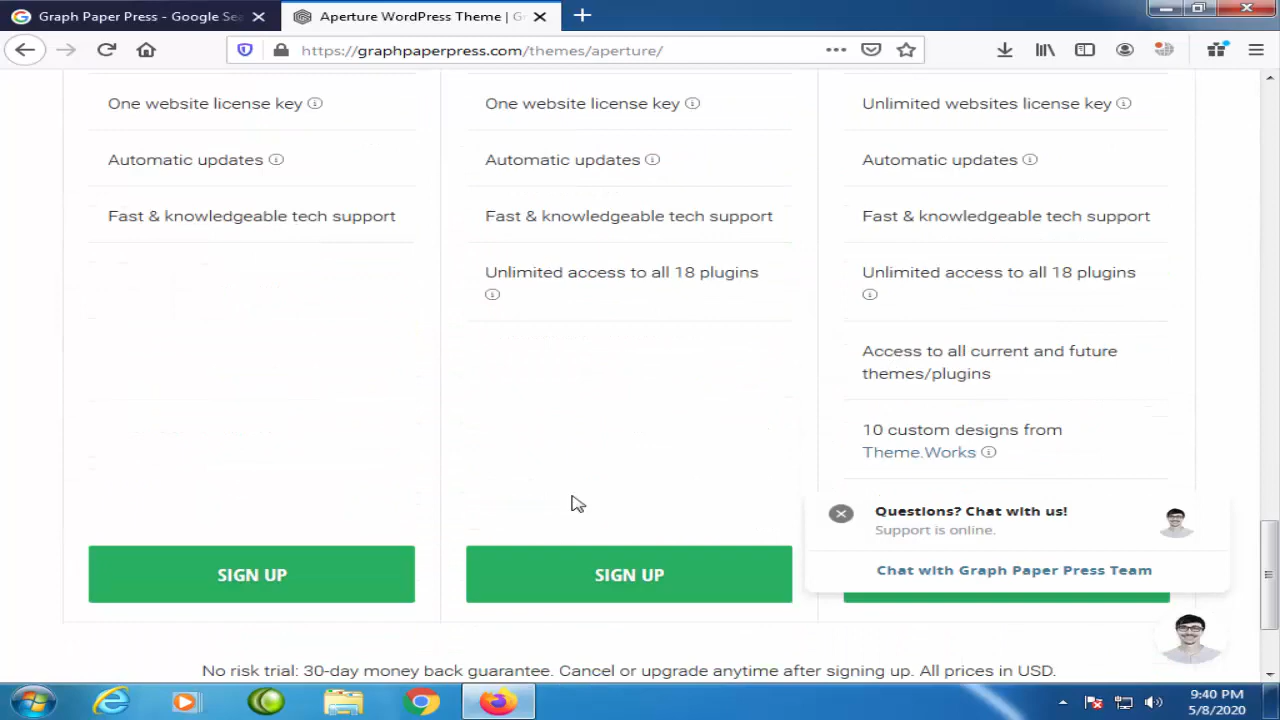 Graph Paper Press - Google Sea
Aperture WordPress Theme | G
https://graphpaperpress.com/themes/aperture/
One website license key
Automatic updates
Fast & knowledgeable tech support
SIGN UP
One website license key
Automatic updates
Fast & knowledgeable tech support
Unlimited access to all 18 plugins
SIGN UP
Unlimited websites license key
Automatic updates
Fast & knowledgeable tech support
Unlimited access to all 18 plugins
Access to all current and future
themes/plugins
10 custom designs from
Theme.Works
Questions? Chat with us!
Support is online.
Chat with Graph Paper Press Team
No risk trial: 30-day money back guarantee. Cancel or upgrade anytime after signing up. All prices in USD.
9:40 PM
5/8/2020